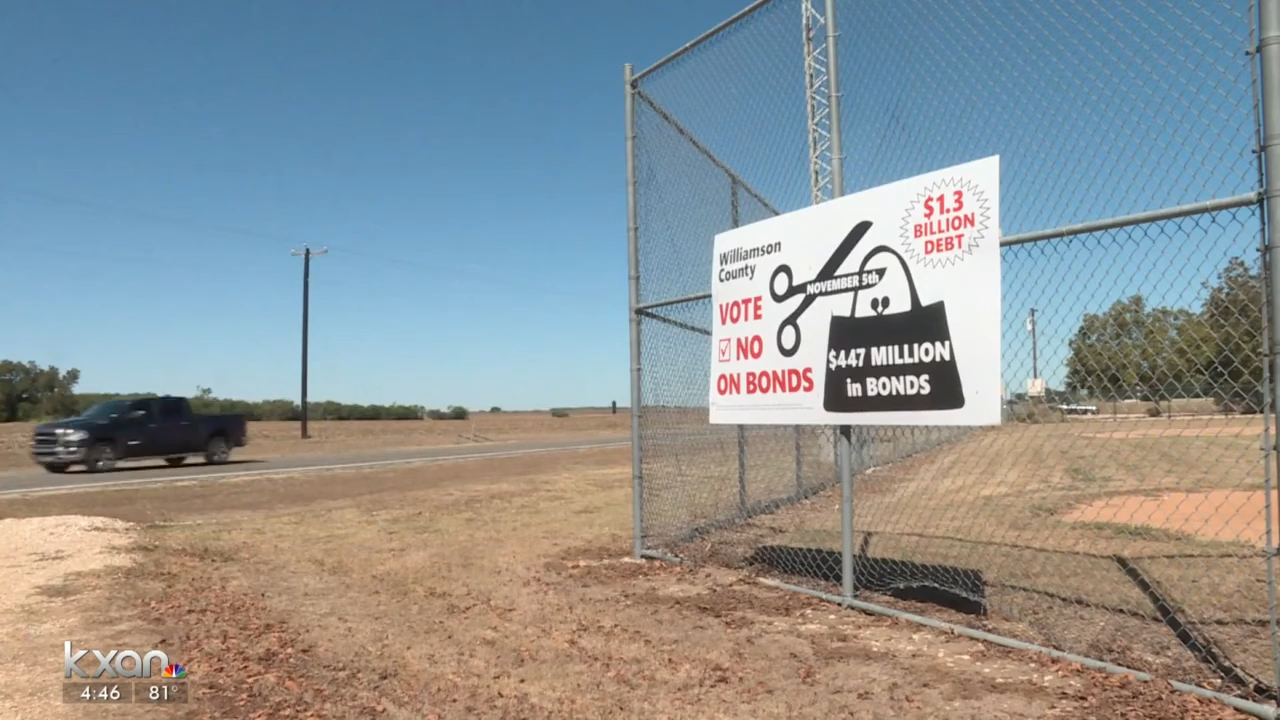 Williamson
County
VOTE
NO
ON BONDS
NOVEMBER 5th
$1.3
BILLION
DEBT
$447 MILLION
in BONDS
kxan
4:46 81°